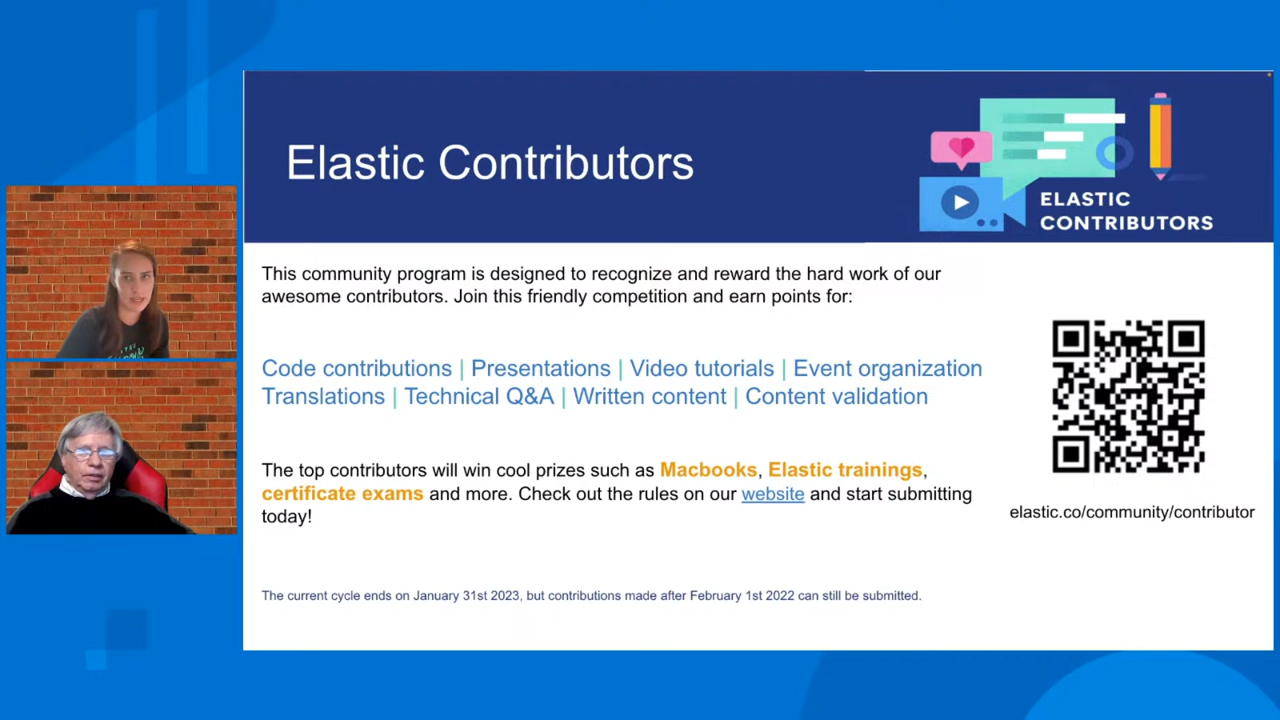 Elastic Contributors
ELASTIC
CONTRIBUTORS
This community program is designed to recognize and reward the hard work of our
awesome contributors. Join this friendly competition and earn points for:
Code contributions | Presentations | Video tutorials | Event organization
Translations | Technical Q&A | Written content | Content validation
The top contributors will win cool prizes such as Macbooks, Elastic trainings,
certificate exams and more. Check out the rules on our website and start submitting
today!
elastic.co/community/contributor
The current cycle ends on January 31st 2023, but contributions made after February 1st 2022 can still be submitted.